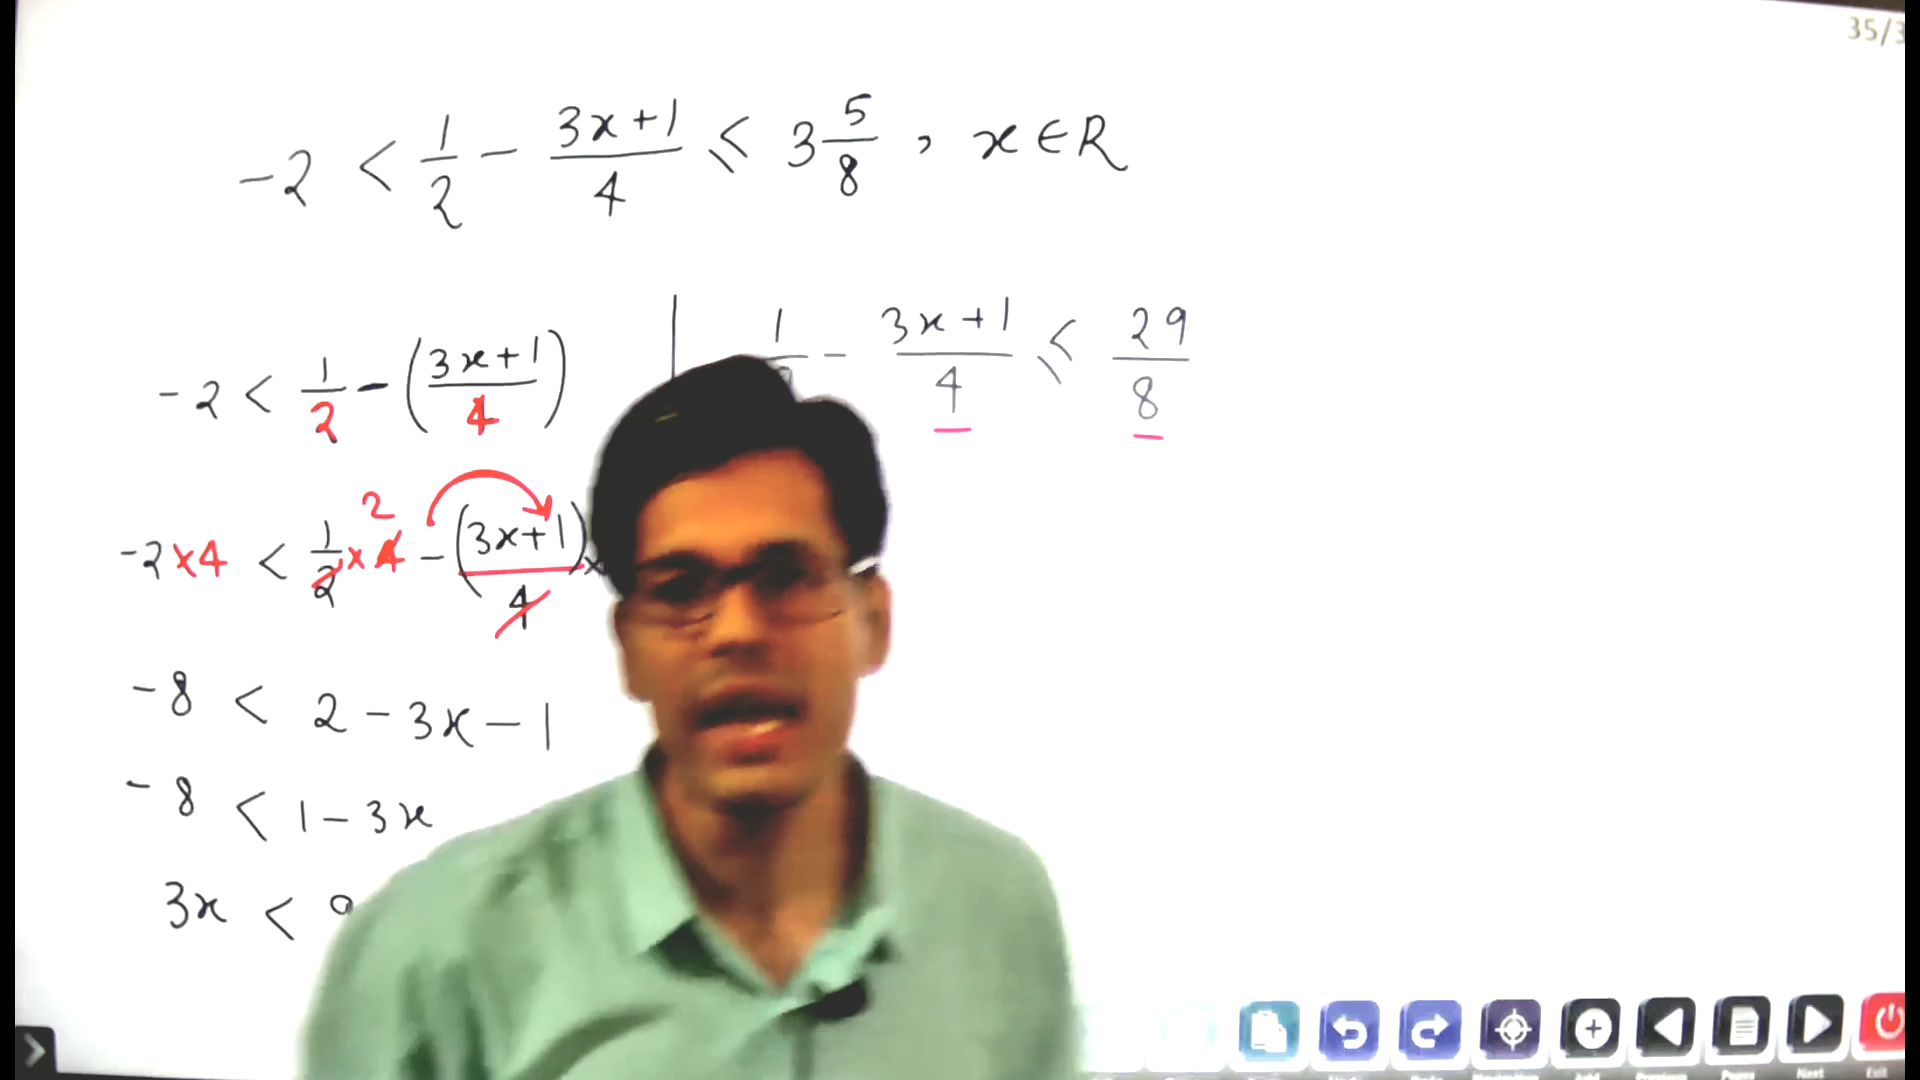 35/3
-2 < 1/2 - (3x+1)/4 ⩽ 3 5/8 , x ∈ R
-2 < 1/2 - ((3x+1)/4)
1 - (3x+1)/4 ⩽ 29/8
-2×4 < 1/2 × 4 2 - (3x+1)/4 ×
-8 < 2 - 3x - 1
-8 < 1 - 3x
3x <
Next
Exit